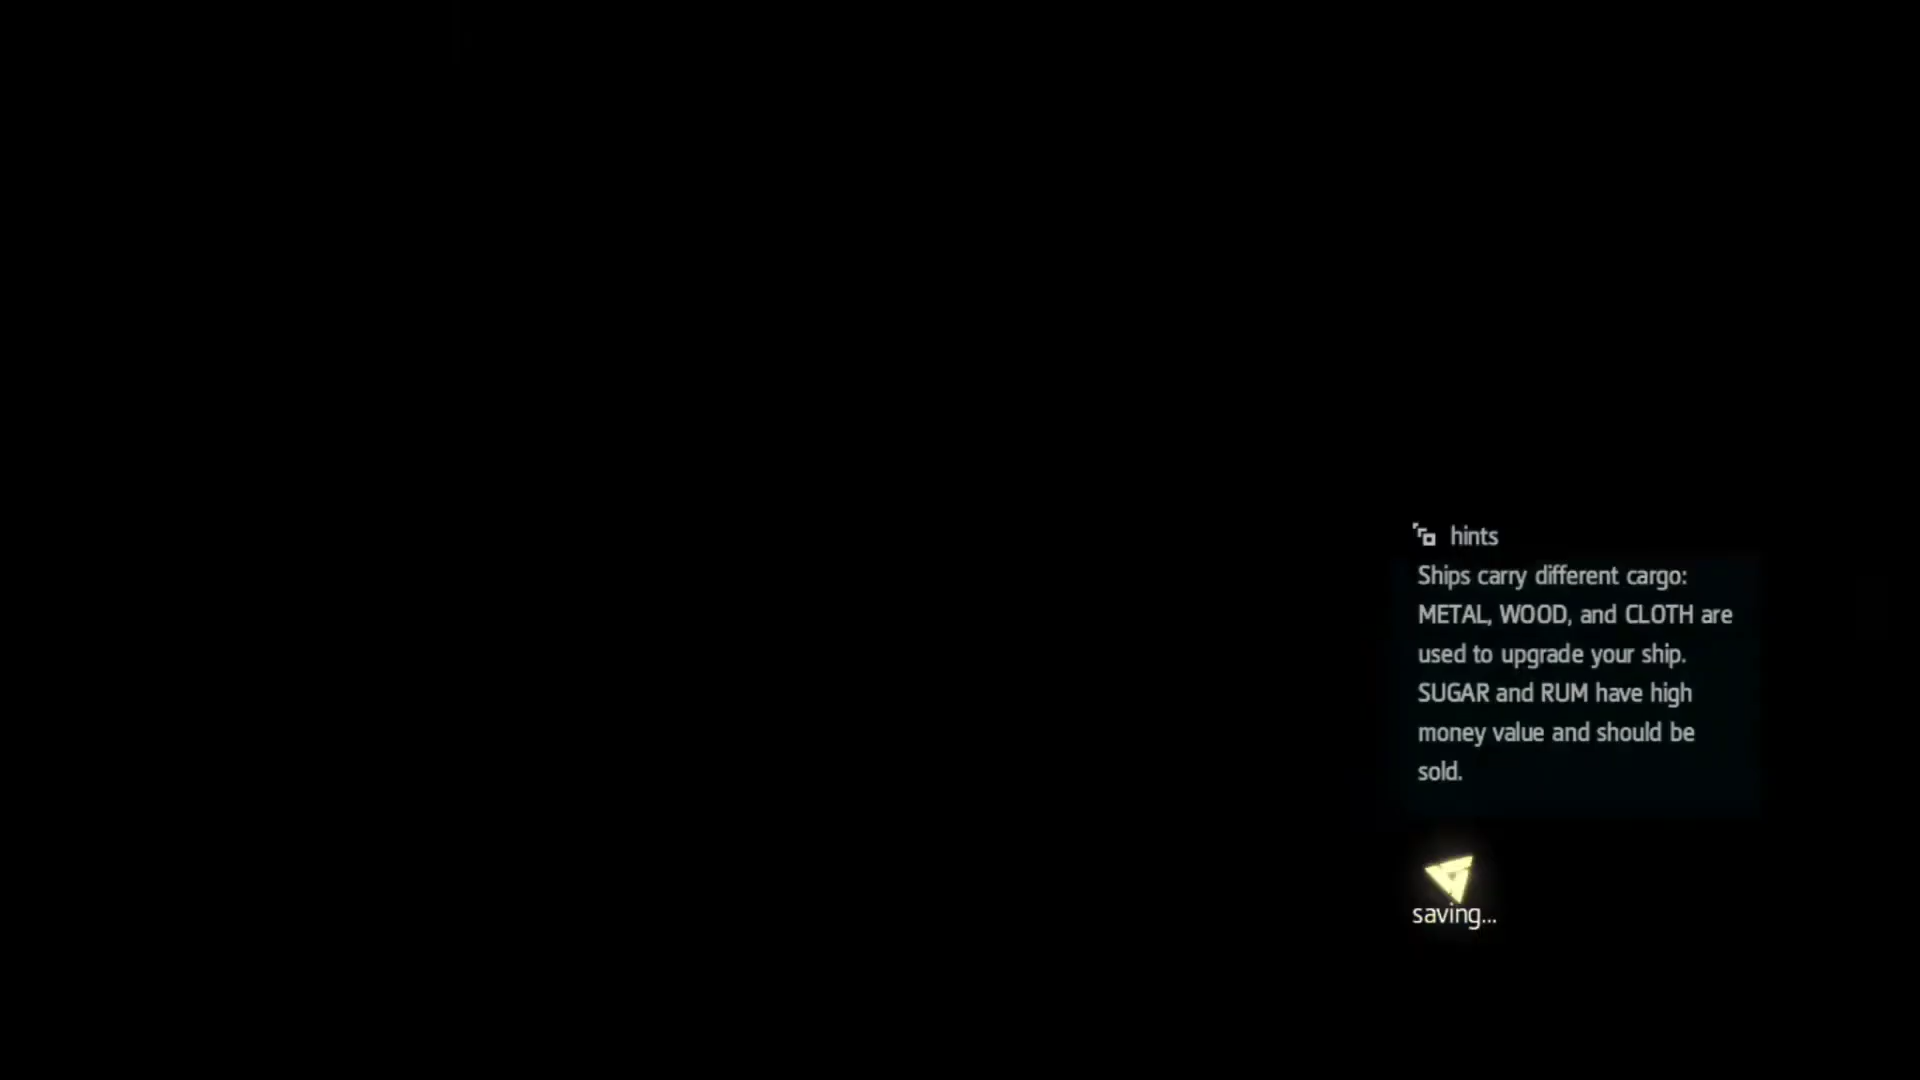 hints
Ships carry different cargo:
METAL, WOOD, and CLOTH are
used to upgrade your ship.
SUGAR and RUM have high
money value and should be
sold.
saving...